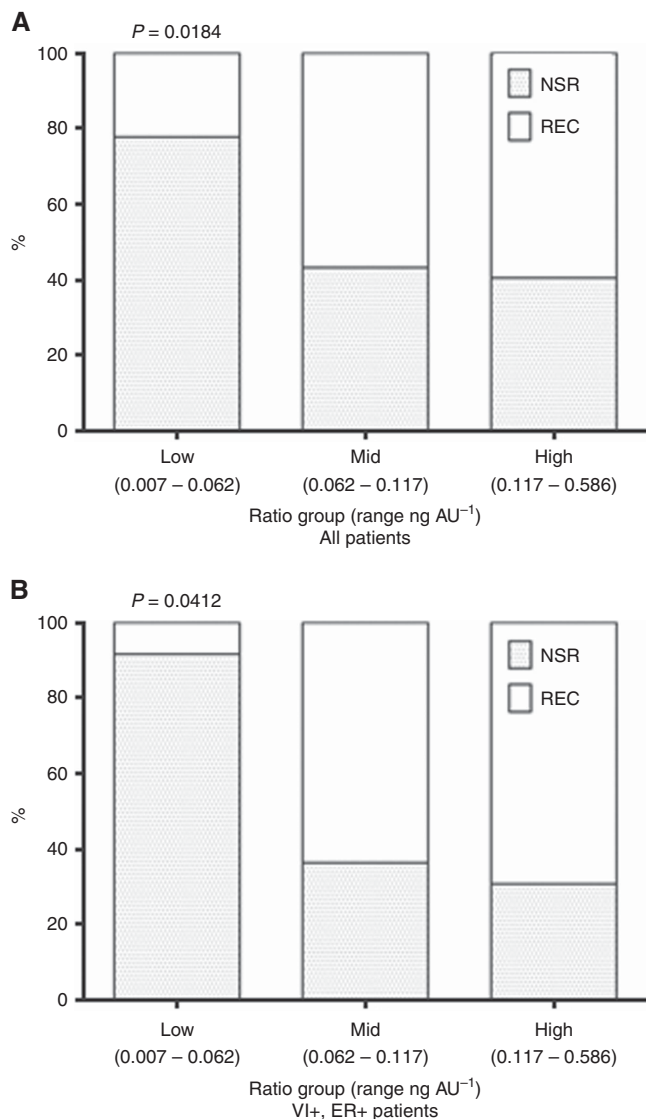 A
P = 0.0184
100
80
60
40
20
0
%
NSR
REC
Low
Mid
High
(0.007 – 0.062)
(0.062 – 0.117)
(0.117 – 0.586)
Ratio group (range ng AU⁻¹)
All patients
B
P = 0.0412
100
80
60
40
20
0
%
NSR
REC
Low
Mid
High
(0.007 – 0.062)
(0.062 – 0.117)
(0.117 – 0.586)
Ratio group (range ng AU⁻¹)
VI+, ER+ patients